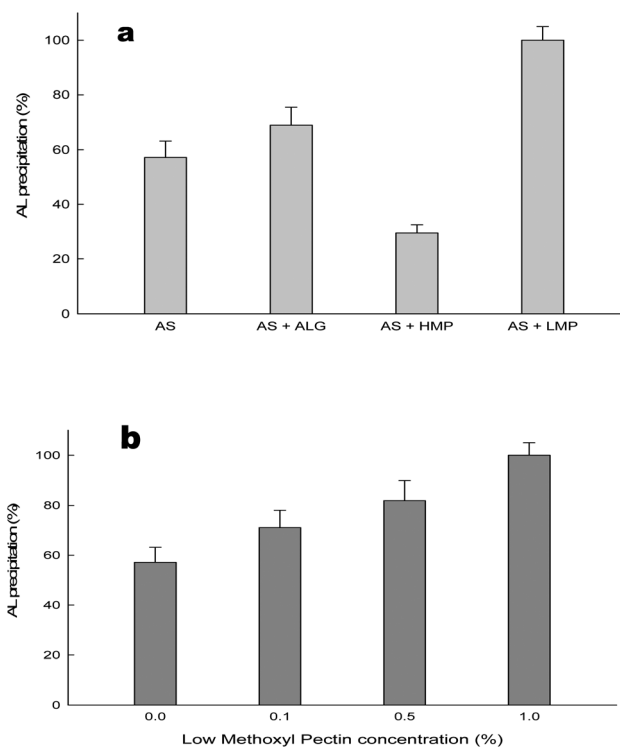 a
AL precipitation (%)
100
80
60
40
20
0
AS
AS + ALG
AS + HMP
AS + LMP
b
AL precipitation (%)
100
80
60
40
20
0
0.0
0.1
0.5
1.0
Low Methoxyl Pectin concentration (%)